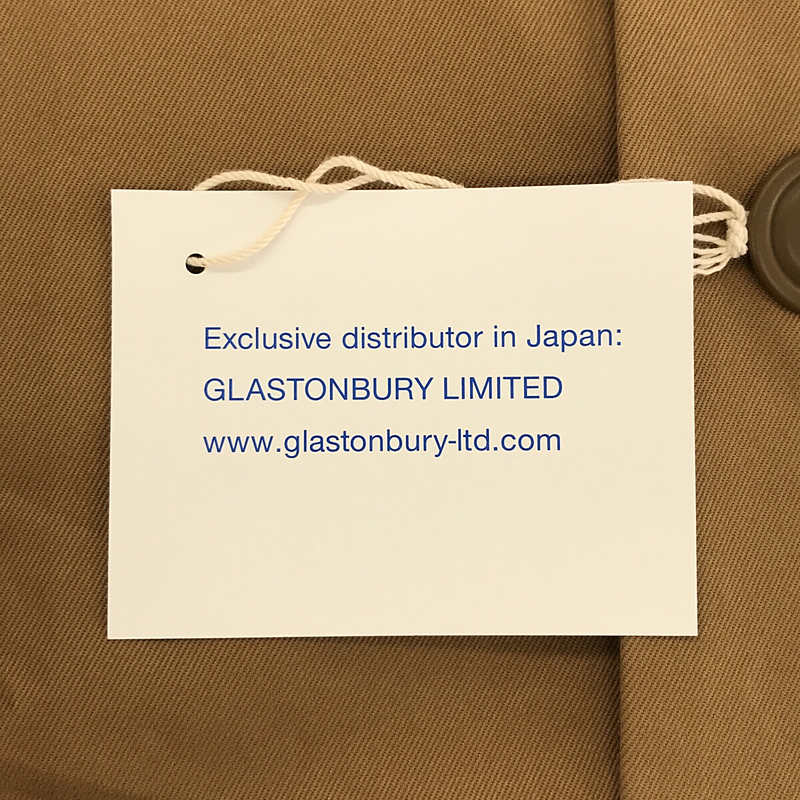 Exclusive distributor in Japan:
GLASTONBURY LIMITED
www.glastonbury-ltd.com